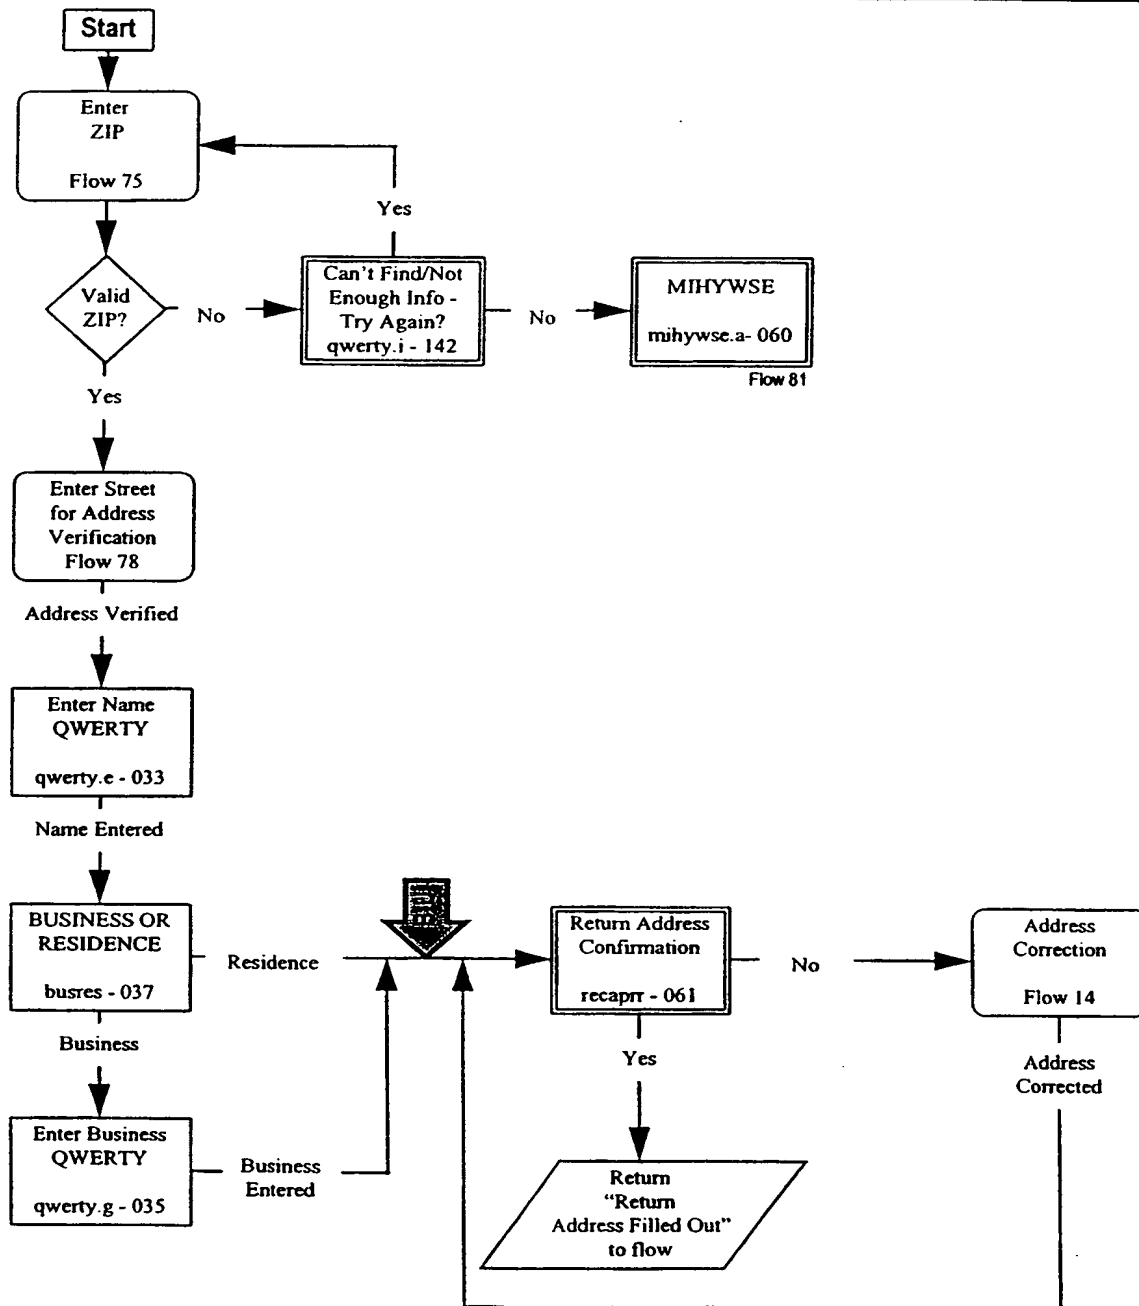 Start
Enter
ZIP
Flow 75
Yes
Valid
ZIP?
No
Can't Find/Not
Enough Info -
Try Again?
qwerty.i - 142
No
MIHYWSE
mihywse.a- 060
Flow 81
Yes
Enter Street
for Address
Verification
Flow 78
Address Verified
Enter Name
QWERTY
qwerty.e - 033
Name Entered
BUSINESS OR
RESIDENCE
busres - 037
Residence
Return Address
Confirmation
recaprr - 061
No
Address
Correction
Flow 14
Business
Yes
Address
Corrected
Enter Business
QWERTY
qwerty.g - 035
Business
Entered
Return
“Return
Address Filled Out”
to flow